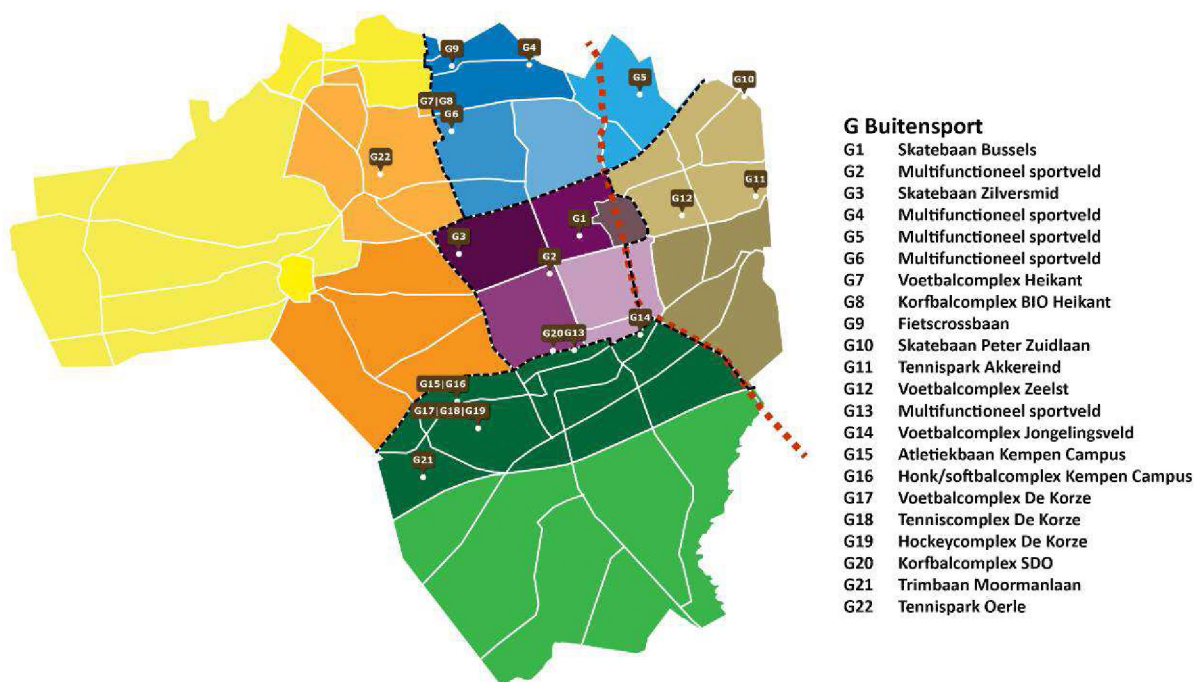 G9
G4
G5
G10
G7|G8
G6
G22
G11
G12
G3
G1
G2
G14
G20
G13
G15|G16
G17|G18|G19
G21
G Buitensport
G1 Skatebaan Bussels
G2 Multifunctioneel sportveld
G3 Skatebaan Zilversmid
G4 Multifunctioneel sportveld
G5 Multifunctioneel sportveld
G6 Multifunctioneel sportveld
G7 Voetbalcomplex Heikant
G8 Korfbalcomplex BIO Heikant
G9 Fietscrossbaan
G10 Skatebaan Peter Zuidlaan
G11 Tennispark Akkereind
G12 Voetbalcomplex Zeelst
G13 Multifunctioneel sportveld
G14 Voetbalcomplex Jongelingsveld
G15 Atletiekbaan Kempen Campus
G16 Honk/softbalcomplex Kempen Campus
G17 Voetbalcomplex De Korze
G18 Tenniscomplex De Korze
G19 Hockeycomplex De Korze
G20 Korfbalcomplex SDO
G21 Trimbaan Moormanlaan
G22 Tennispark Oerle